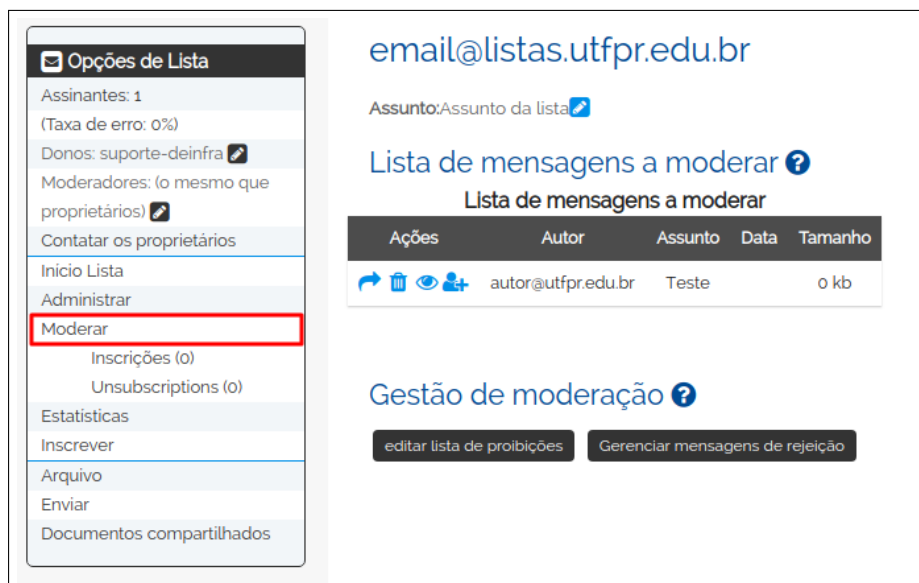 Opções de Lista
Assinantes: 1
(Taxa de erro: 0%)
Donos: suporte-deinfra
Moderadores: (o mesmo que
proprietários)
Contatar os proprietários
Início Lista
Administrar
Moderar
Inscrições (0)
Unsubscriptions (0)
Estatísticas
Inscrever
Arquivo
Enviar
Documentos compartilhados
email@listas.utfpr.edu.br
Assunto:Assunto da lista
Lista de mensagens a moderar
Lista de mensagens a moderar
Ações Autor Assunto Data Tamanho
autor@utfpr.edu.br Teste 0 kb
Gestão de moderação
editar lista de proibições Gerenciar mensagens de rejeição